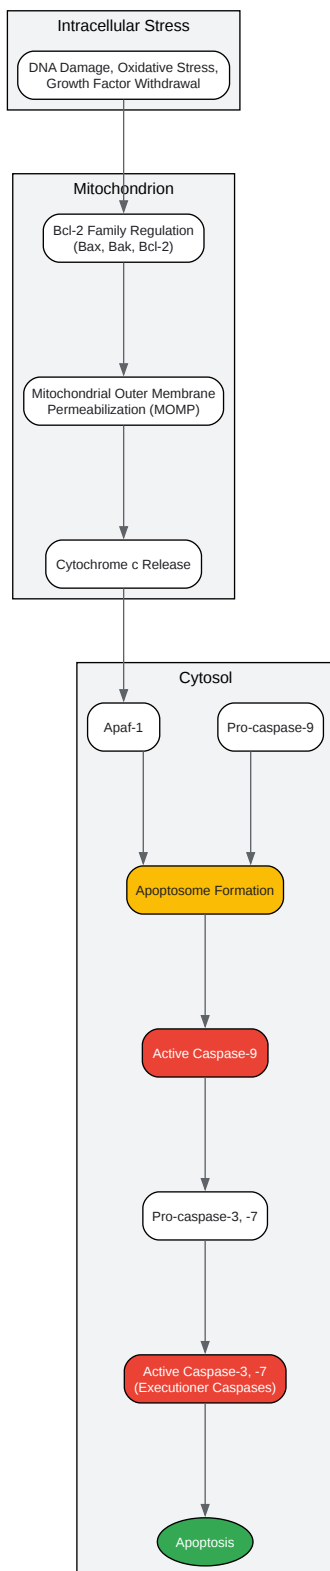 Intracellular Stress
DNA Damage, Oxidative Stress,
Growth Factor Withdrawal
Mitochondrion
Bcl-2 Family Regulation
(Bax, Bak, Bcl-2)
Mitochondrial Outer Membrane
Permeabilization (MOMP)
Cytochrome c Release
Cytosol
Apaf-1
Pro-caspase-9
Apoptosome Formation
Active Caspase-9
Pro-caspase-3, -7
Active Caspase-3, -7
(Executioner Caspases)
Apoptosis